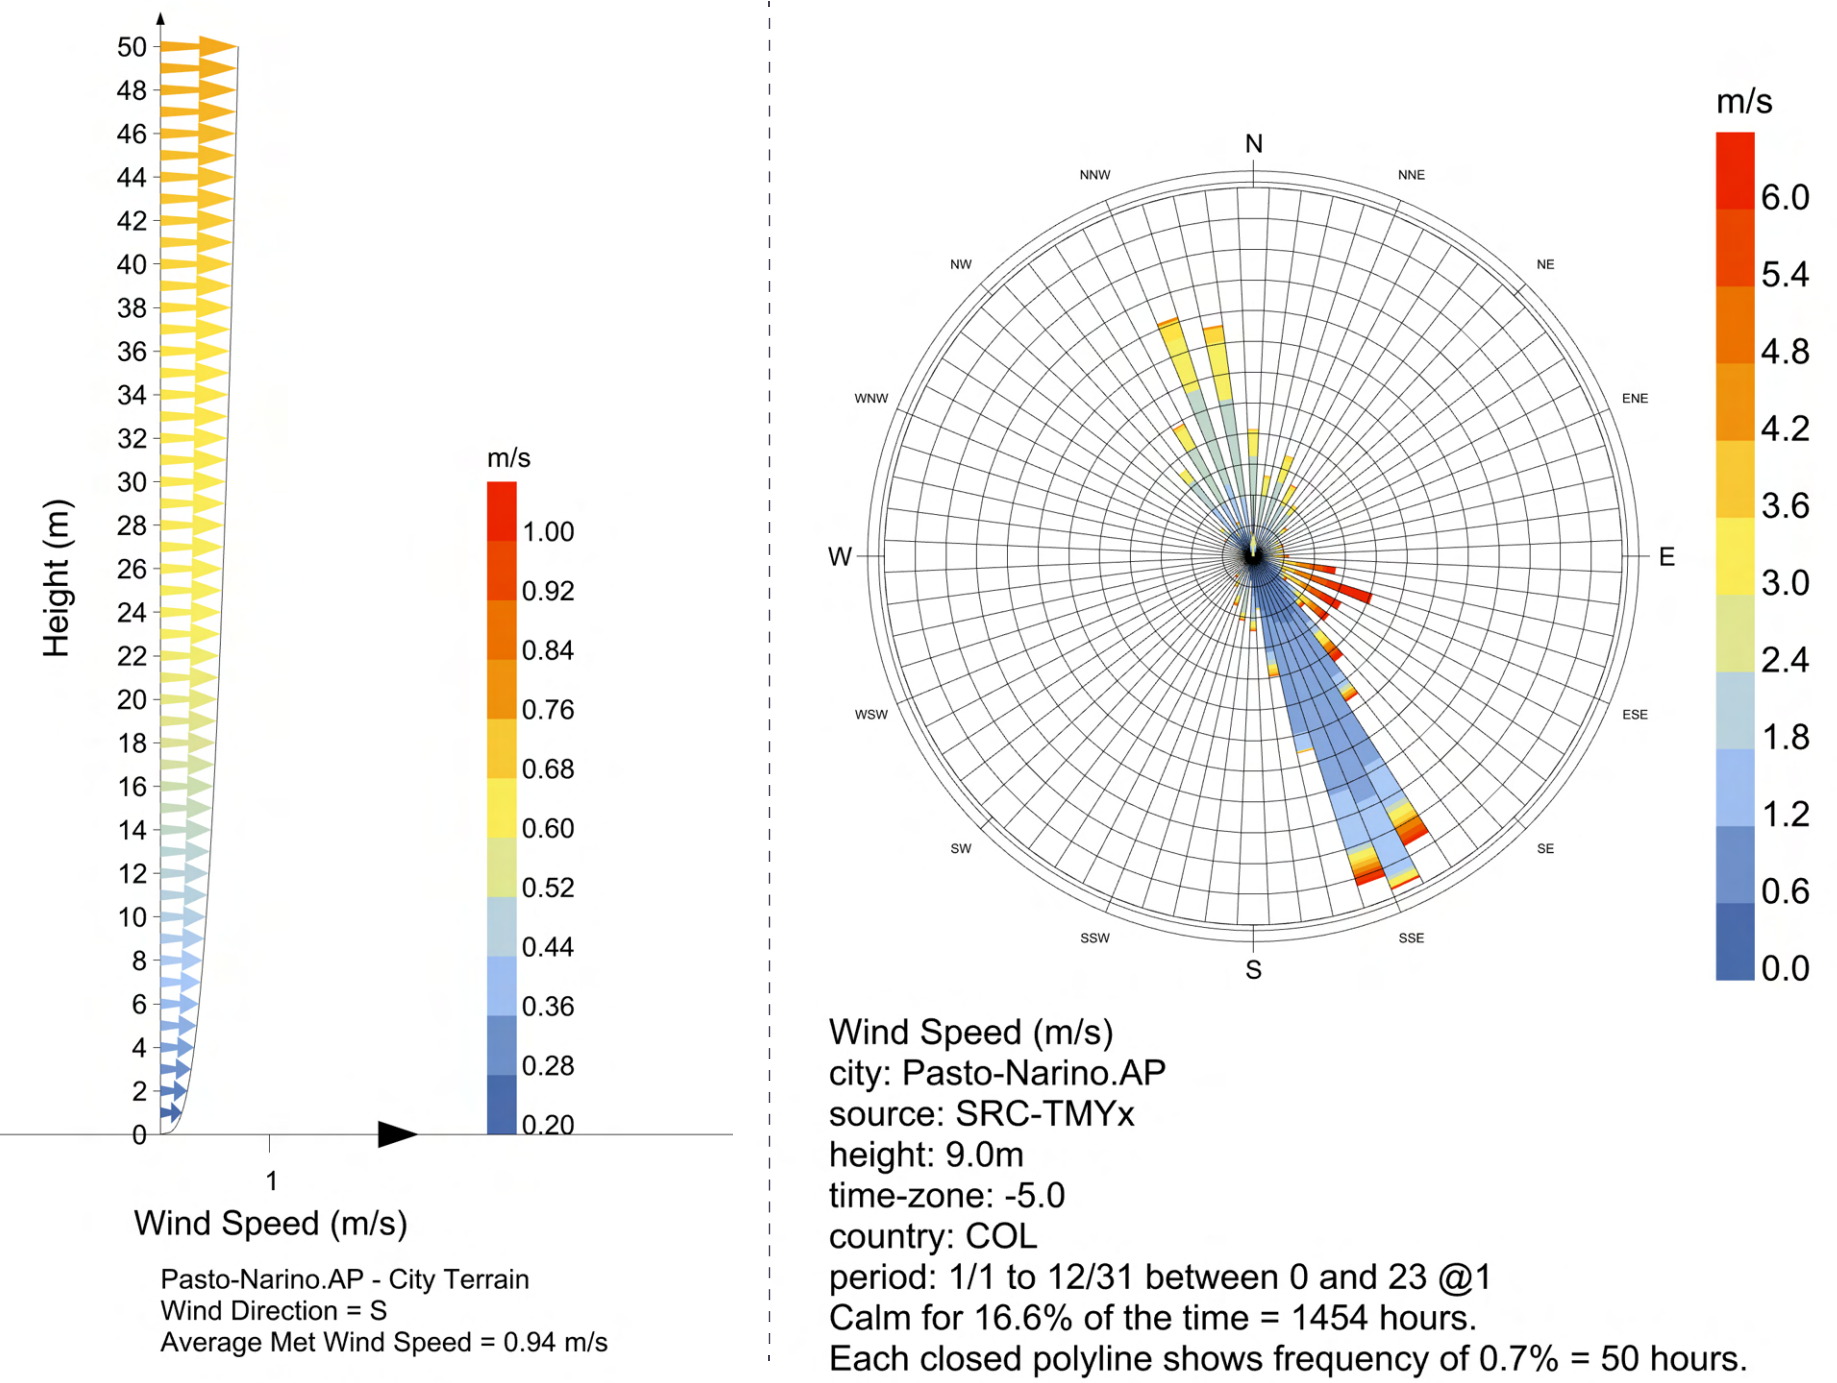 50
48
46
44
42
40
38
36
34
32
30
28
26
24
22
20
18
16
14
12
10
8
6
4
2
0
Height (m)
1
Wind Speed (m/s)
m/s
1.00
0.92
0.84
0.76
0.68
0.60
0.52
0.44
0.36
0.28
0.20
Pasto-Narino.AP - City Terrain
Wind Direction = S
Average Met Wind Speed = 0.94 m/s
N
NNE
NE
ENE
E
ESE
SE
SSE
S
SSW
SW
WSW
W
WNW
NW
NNW
m/s
6.0
5.4
4.8
4.2
3.6
3.0
2.4
1.8
1.2
0.6
0.0
Wind Speed (m/s)
city: Pasto-Narino.AP
source: SRC-TMYx
height: 9.0m
time-zone: -5.0
country: COL
period: 1/1 to 12/31 between 0 and 23 @1
Calm for 16.6% of the time = 1454 hours.
Each closed polyline shows frequency of 0.7% = 50 hours.